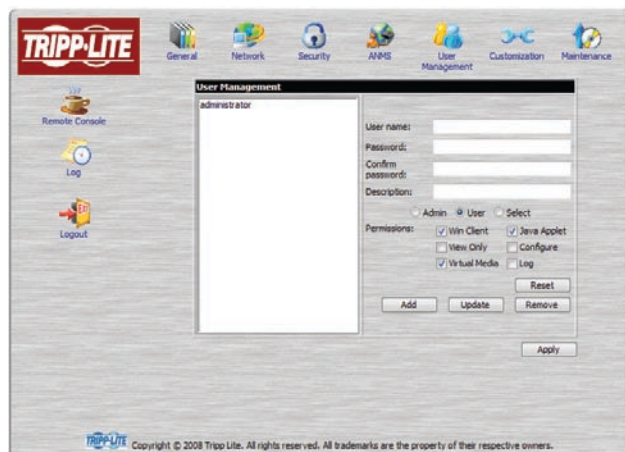 TRIPP·LITE
General
Network
Security
ANMS
User
Management
Customization
Maintenance
Remote Console
Log
Logout
User Management
administrator
User name:
Password:
Confirm
password:
Description:
Admin User Select
Permissions: Win Client Java Applet
View Only Configure
Virtual Media Log
Reset
Add Update Remove
Apply
TRIPP·LITE Copyright © 2008 Tripp Lite. All rights reserved. All trademarks are the property of their respective owners.